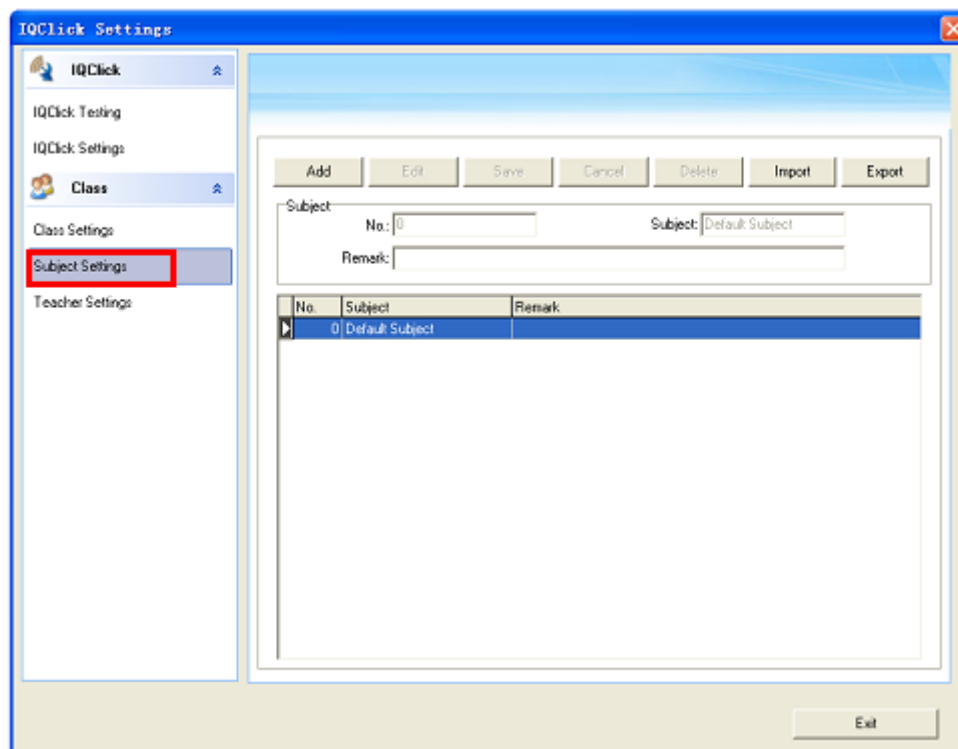 IQClick Settings
IQClick
IQClick Testing
IQClick Settings
Class
Class Settings
Subject Settings
Teacher Settings
Add Edit Save Cancel Delete Import Export
Subject
No.: 0 Subject: Default Subject
Remark:
No. Subject Remark
0 Default Subject
Exit